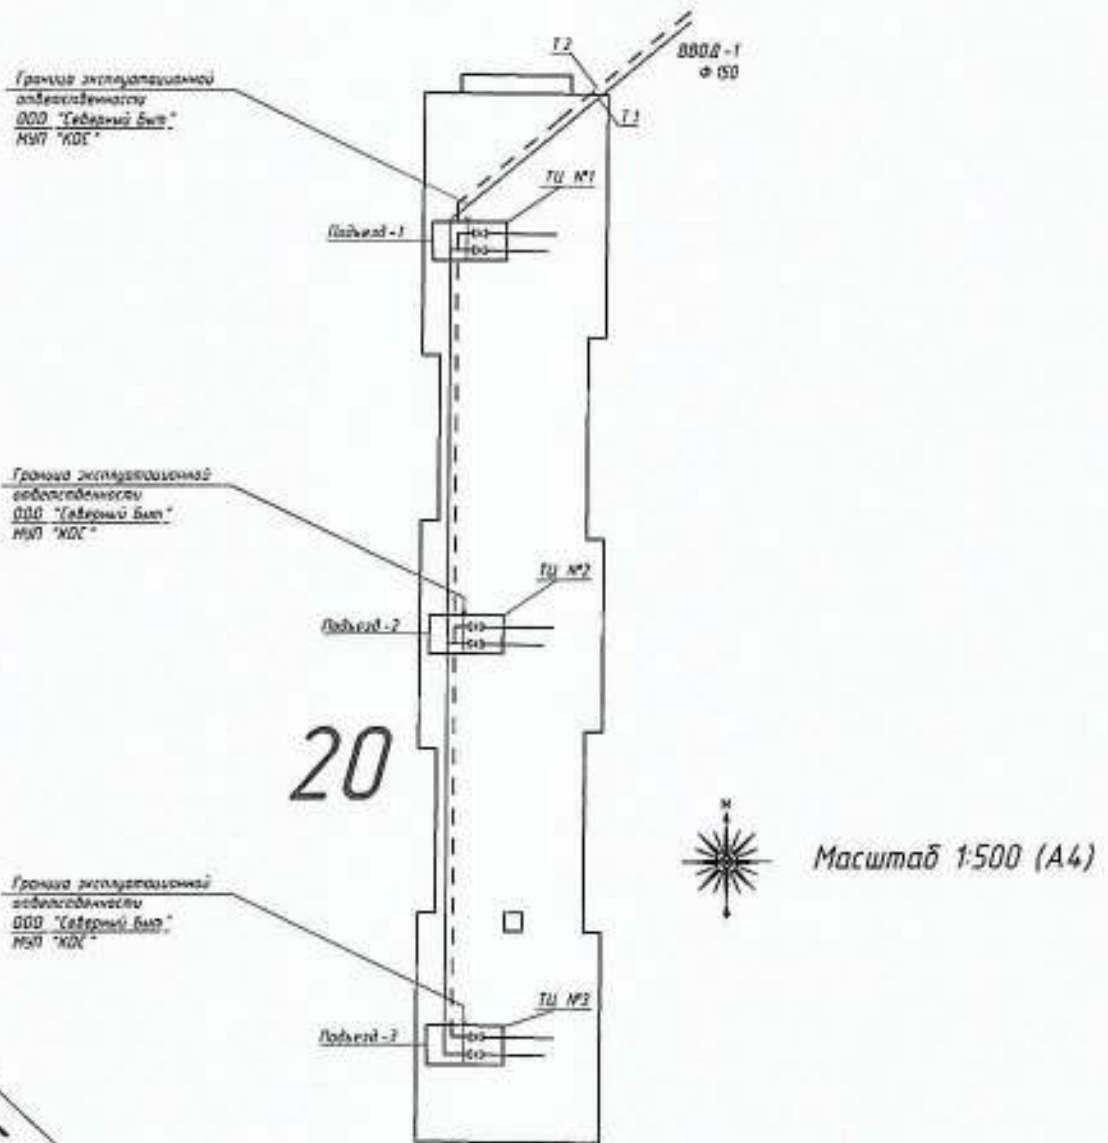 Т2
ВВОД-1
Ф 150
Т1
Граница эксплуатационной
ответственности
ООО "Северный Быт"
МУП "КОС"
ТЦ №1
Подъезд-1
Граница эксплуатационной
ответственности
ООО "Северный Быт"
МУП "КОС"
ТЦ №2
Подъезд-2
20
N
Масштаб 1:500 (А4)
Граница эксплуатационной
ответственности
ООО "Северный Быт"
МУП "КОС"
ТЦ №3
Подъезд-3